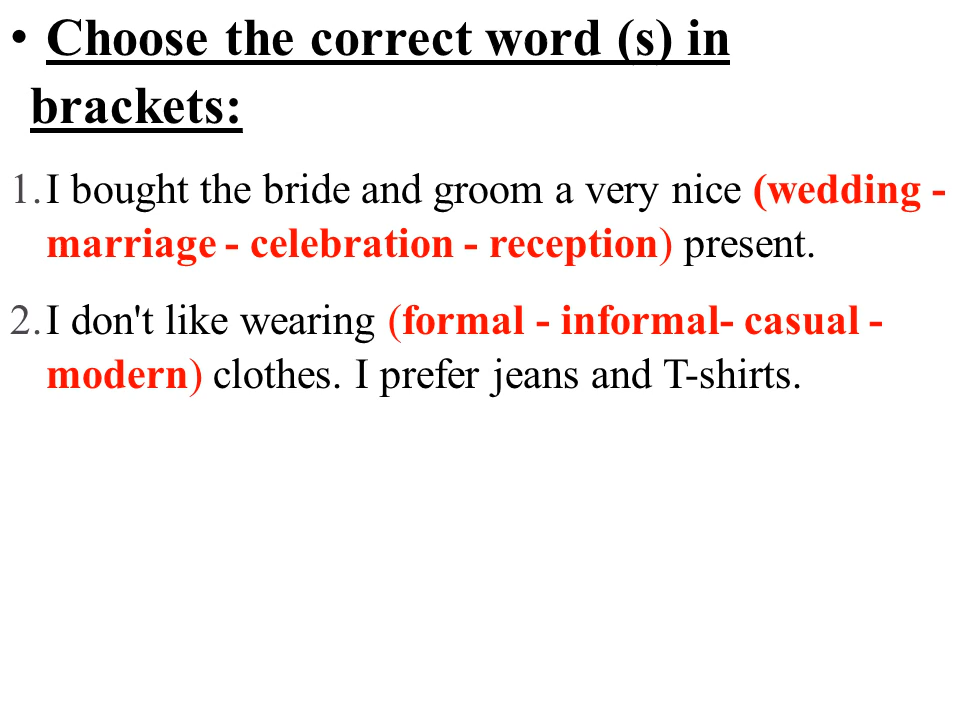 • Choose the correct word (s) in
brackets:
1. I bought the bride and groom a very nice (wedding -
marriage - celebration - reception) present.
2. I don't like wearing (formal - informal- casual -
modern) clothes. I prefer jeans and T-shirts.